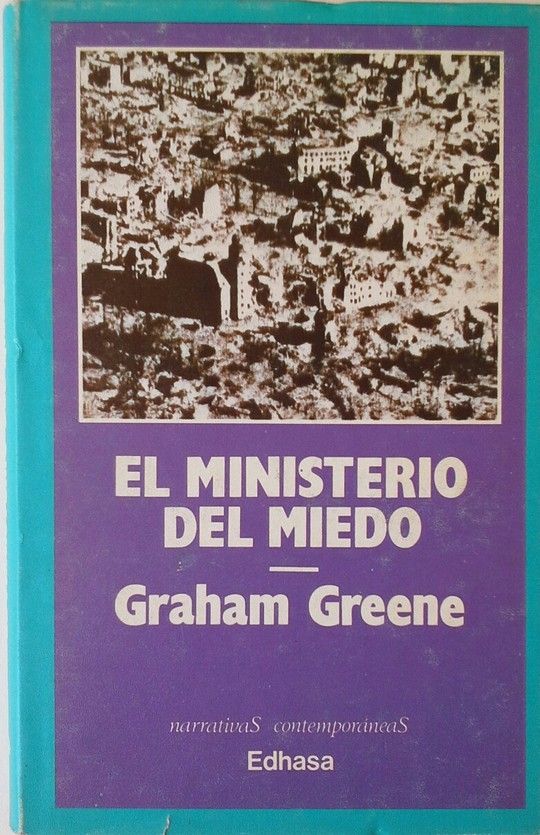 EL MINISTERIO
DEL MIEDO
Graham Greene
narrativaS contemporáneaS
Edhasa